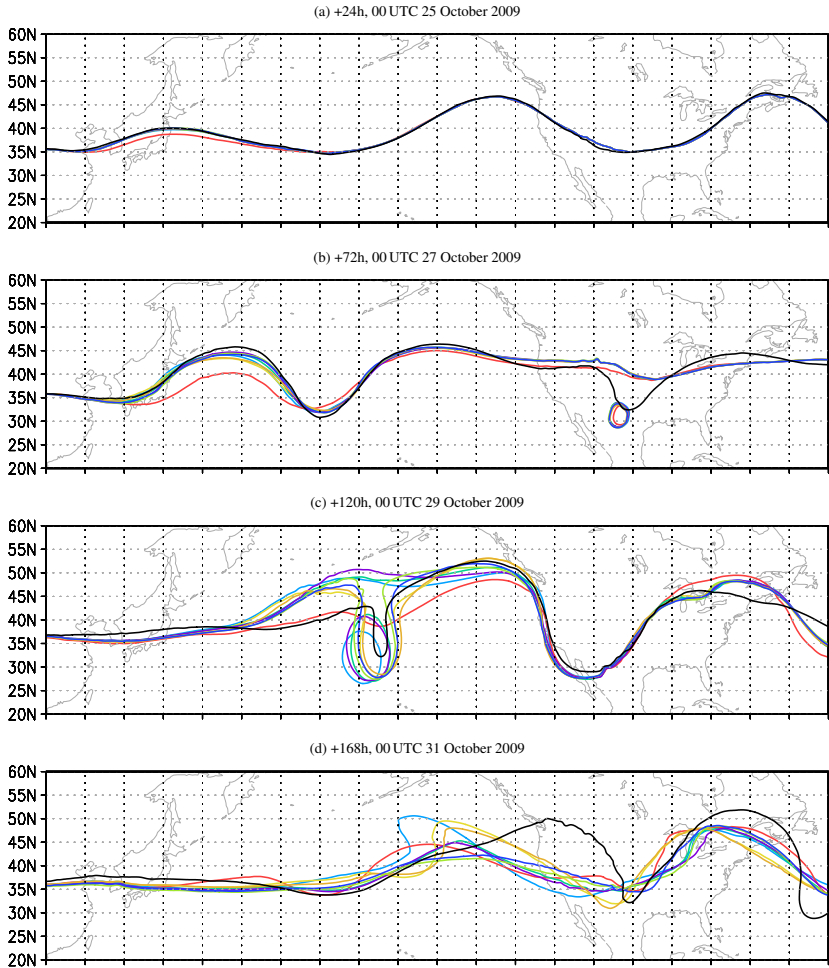 (a) +24h, 00 UTC 25 October 2009
60N
55N
50N
45N
40N
35N
30N
25N
20N
(b) +72h, 00 UTC 27 October 2009
60N
55N
50N
45N
40N
35N
30N
25N
20N
(c) +120h, 00 UTC 29 October 2009
60N
55N
50N
45N
40N
35N
30N
25N
20N
(d) +168h, 00 UTC 31 October 2009
60N
55N
50N
45N
40N
35N
30N
25N
20N